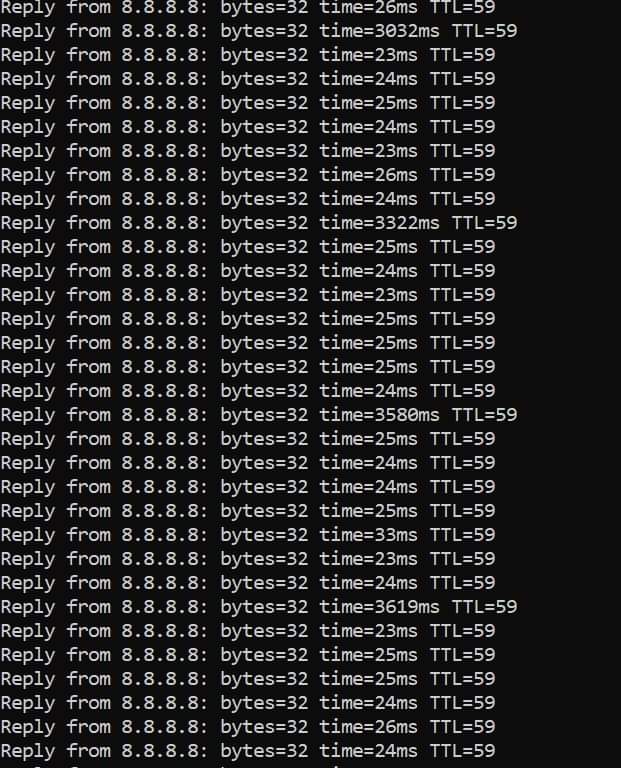 Reply from 8.8.8.8: bytes=32 time=26ms TTL=59
Reply from 8.8.8.8: bytes=32 time=3032ms TTL=59
Reply from 8.8.8.8: bytes=32 time=23ms TTL=59
Reply from 8.8.8.8: bytes=32 time=24ms TTL=59
Reply from 8.8.8.8: bytes=32 time=25ms TTL=59
Reply from 8.8.8.8: bytes=32 time=24ms TTL=59
Reply from 8.8.8.8: bytes=32 time=23ms TTL=59
Reply from 8.8.8.8: bytes=32 time=26ms TTL=59
Reply from 8.8.8.8: bytes=32 time=24ms TTL=59
Reply from 8.8.8.8: bytes=32 time=3322ms TTL=59
Reply from 8.8.8.8: bytes=32 time=25ms TTL=59
Reply from 8.8.8.8: bytes=32 time=24ms TTL=59
Reply from 8.8.8.8: bytes=32 time=23ms TTL=59
Reply from 8.8.8.8: bytes=32 time=25ms TTL=59
Reply from 8.8.8.8: bytes=32 time=25ms TTL=59
Reply from 8.8.8.8: bytes=32 time=25ms TTL=59
Reply from 8.8.8.8: bytes=32 time=24ms TTL=59
Reply from 8.8.8.8: bytes=32 time=3580ms TTL=59
Reply from 8.8.8.8: bytes=32 time=25ms TTL=59
Reply from 8.8.8.8: bytes=32 time=24ms TTL=59
Reply from 8.8.8.8: bytes=32 time=24ms TTL=59
Reply from 8.8.8.8: bytes=32 time=25ms TTL=59
Reply from 8.8.8.8: bytes=32 time=33ms TTL=59
Reply from 8.8.8.8: bytes=32 time=23ms TTL=59
Reply from 8.8.8.8: bytes=32 time=24ms TTL=59
Reply from 8.8.8.8: bytes=32 time=3619ms TTL=59
Reply from 8.8.8.8: bytes=32 time=23ms TTL=59
Reply from 8.8.8.8: bytes=32 time=25ms TTL=59
Reply from 8.8.8.8: bytes=32 time=25ms TTL=59
Reply from 8.8.8.8: bytes=32 time=24ms TTL=59
Reply from 8.8.8.8: bytes=32 time=26ms TTL=59
Reply from 8.8.8.8: bytes=32 time=24ms TTL=59